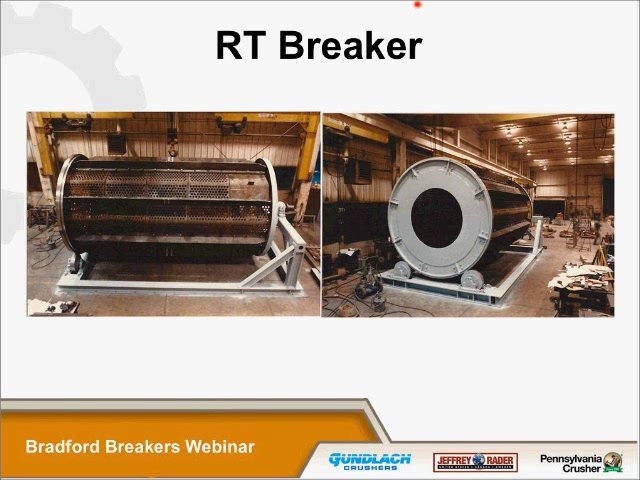 RT Breaker
Bradford Breakers Webinar
GUNDLACH
CRUSHERS
JEFFREY RADER
Pennsylvania
Crusher